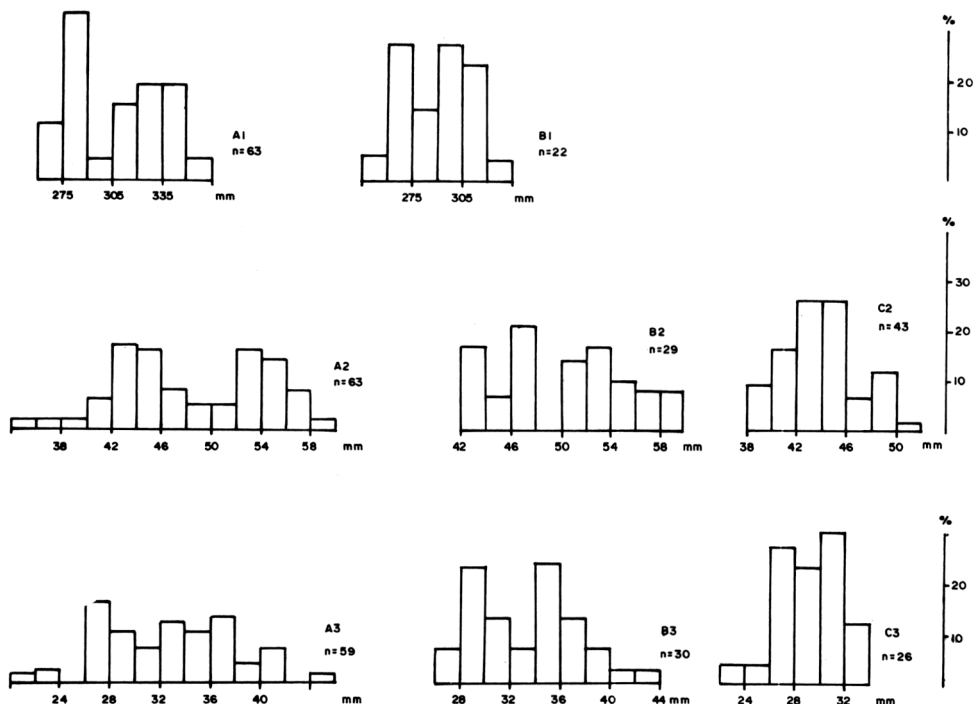 %
20
10
A1
n=63
B1
n=22
275 305 335 mm
275 305 mm
%
30
20
10
A2
n=63
B2
n=29
C2
n=43
38 42 46 50 54 58 mm
42 46 50 54 58 mm
38 42 46 50 mm
%
20
10
A3
n=59
B3
n=30
C3
n=26
24 28 32 36 40 mm
28 32 36 40 44 mm
24 28 32 mm